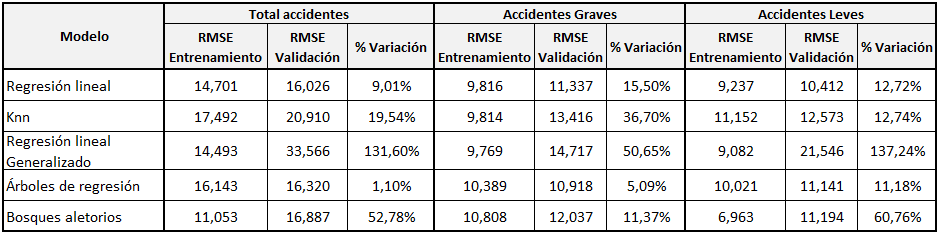 Modelo Total accidentes Accidentes Graves Accidentes Leves
RMSE Entrenamiento RMSE Validación % Variación RMSE Entrenamiento RMSE Validación % Variación RMSE Entrenamiento RMSE Validación % Variación
Regresión lineal 14,701 16,026 9,01% 9,816 11,337 15,50% 9,237 10,412 12,72%
Knn 17,492 20,910 19,54% 9,814 13,416 36,70% 11,152 12,573 12,74%
Regresión lineal Generalizado 14,493 33,566 131,60% 9,769 14,717 50,65% 9,082 21,546 137,24%
Árboles de regresión 16,143 16,320 1,10% 10,389 10,918 5,09% 10,021 11,141 11,18%
Bosques aletorios 11,053 16,887 52,78% 10,808 12,037 11,37% 6,963 11,194 60,76%